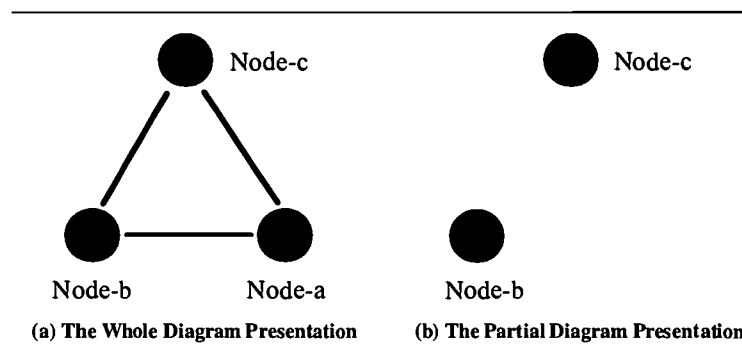 Node-c
Node-c
Node-b
Node-a
Node-b
(a) The Whole Diagram Presentation
(b) The Partial Diagram Presentation